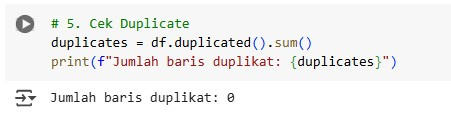 # 5. Cek Duplicate
duplicates = df.duplicated().sum()
print(f"Jumlah baris duplikat: {duplicates}")
Jumlah baris duplikat: 0